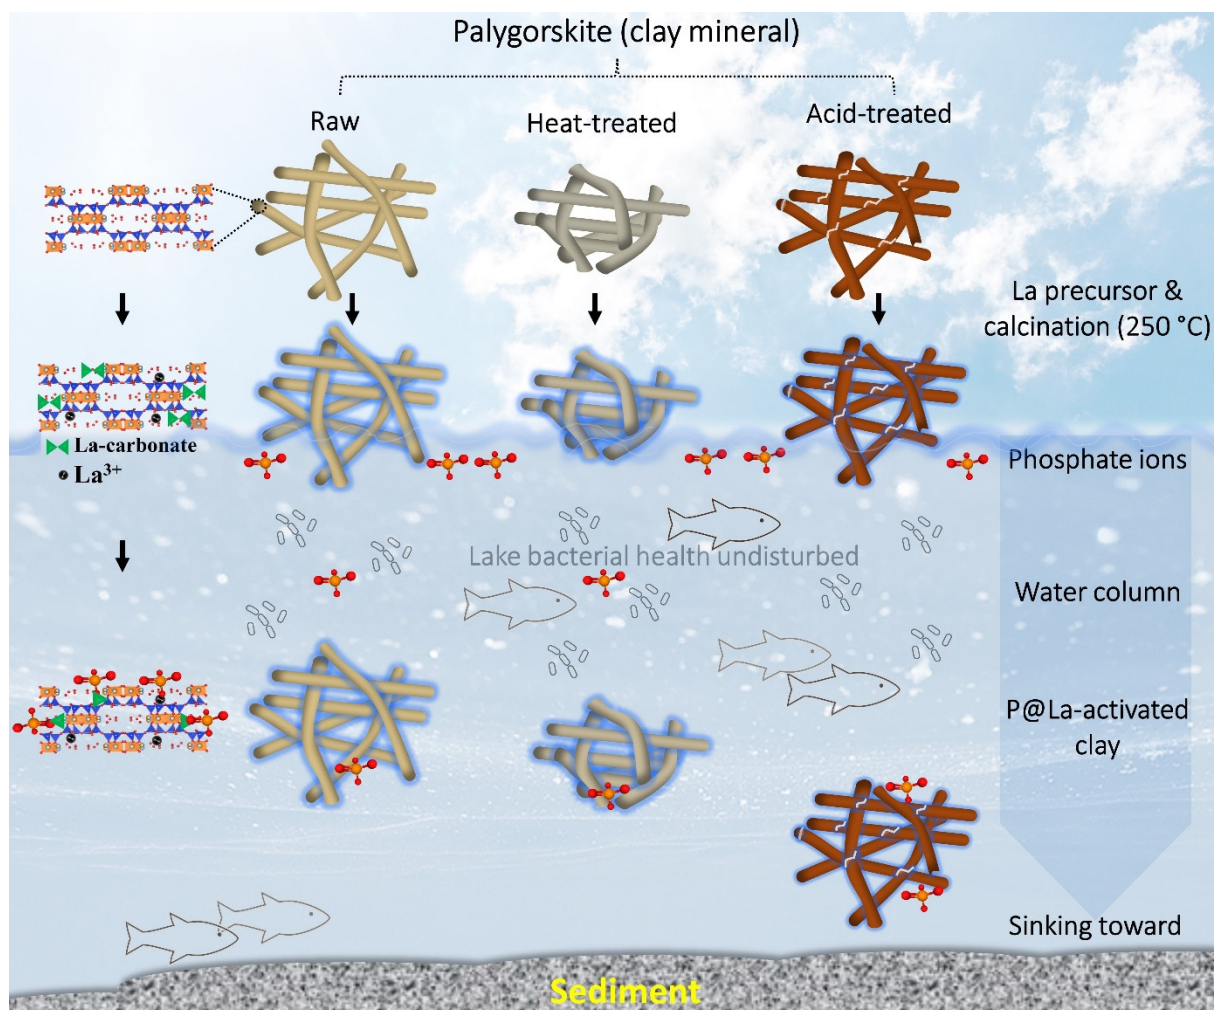 Palygorskite (clay mineral)
Raw
Heat-treated
Acid-treated
La precursor &
calcination (250 °C)
La-carbonate
La³⁺
Phosphate ions
Lake bacterial health undisturbed
Water column
P@La-activated
clay
Sinking toward
Sediment